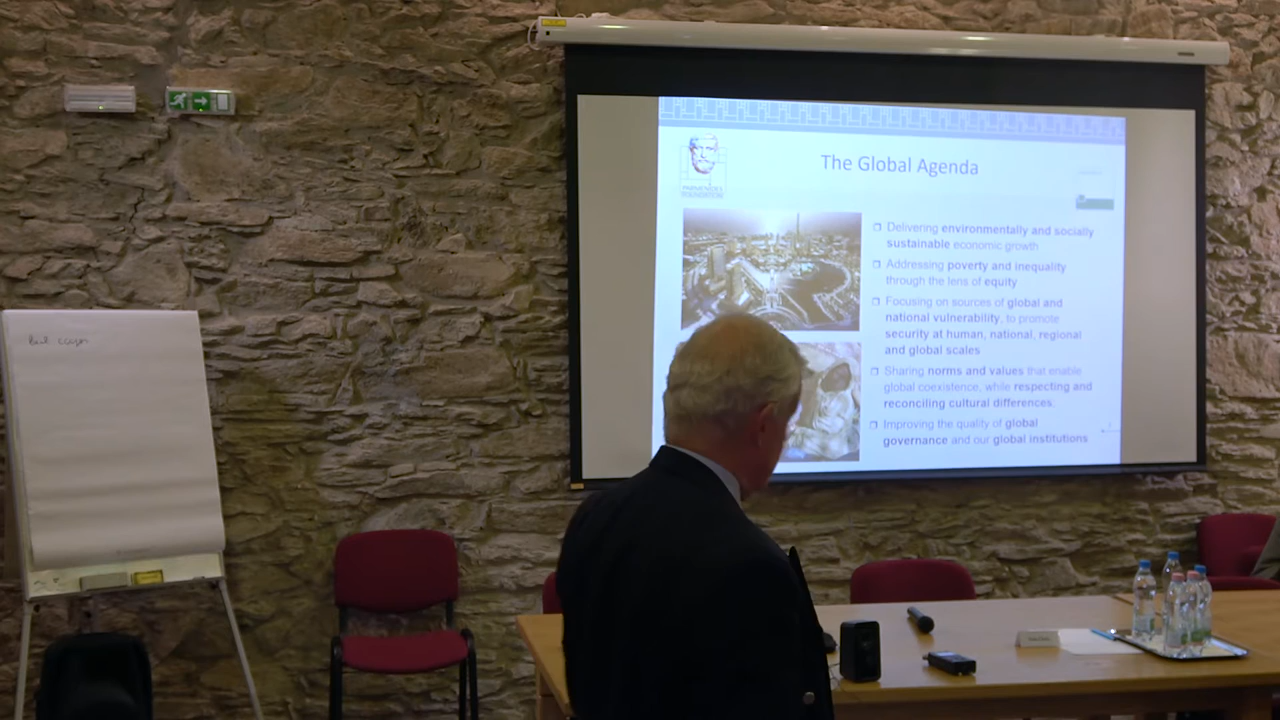 The Global Agenda
FOUNDATION
Delivering environmentally and socially
sustainable economic growth
Addressing poverty and inequality
through the lens of equity
Focusing on sources of global and
national vulnerability, to promote
security at human, national, regional
and global scales
Sharing norms and values that enable
global coexistence, while respecting and
reconciling cultural differences.
Improving the quality of global
governance and our global institutions